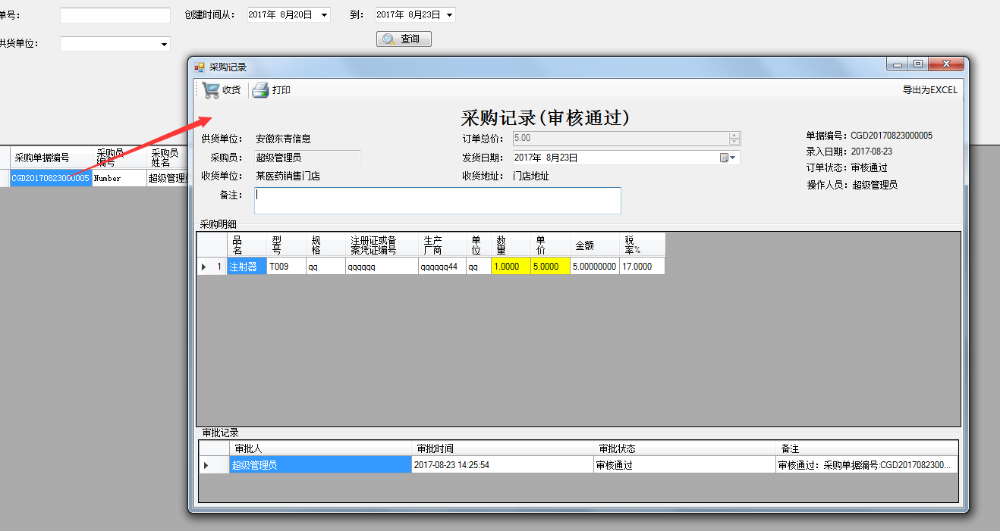 单号：
创建时间从： 2017年 8月20日 到： 2017年 8月23日
供货单位：
查询
采购记录
收货 打印 导出为EXCEL
采购记录(审核通过)
供货单位： 安徽东青信息 订单总价： 5.00 单据编号：CGD20170823000005
采购员： 超级管理员 发货日期： 2017年 8月23日 录入日期：2017-08-23
收货单位： 某医药销售门店 收货地址： 门店地址 订单状态：审核通过
备注： 操作人员：超级管理员
采购单据编号 采购员编号 采购员姓名
CGD20170823000005 Number 超级管理员
采购明细
品名 型号 规格 注册证或备案凭证编号 生产厂商 单位 数量 单价 金额 税率%
1 注射器 T009 qq qqqqqq qqqqqq44 qq 1.0000 5.0000 5.00000000 17.0000
审批记录
审批人 审批时间 审批状态 备注
超级管理员 2017-08-23 14:25:54 审核通过 审核通过：采购单据编号:CGD2017082300...